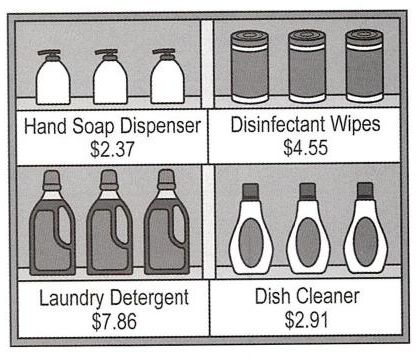 Hand Soap Dispenser
$2.37
Disinfectant Wipes
$4.55
Laundry Detergent
$7.86
Dish Cleaner
$2.91